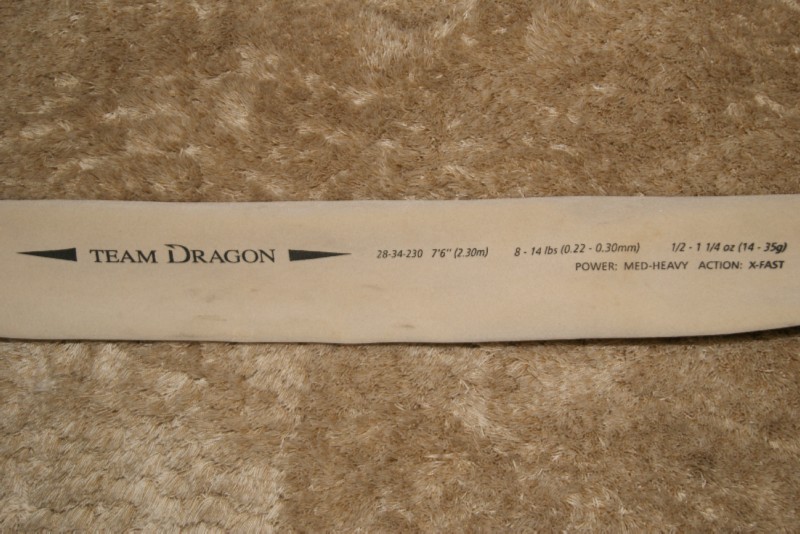 TEAM DRAGON 28-34-230 7'6" (2.30m) 8 - 14 lbs (0.22 - 0.30mm) 1/2 - 1 1/4 oz (14 - 35g)
POWER: MED-HEAVY ACTION: X-FAST